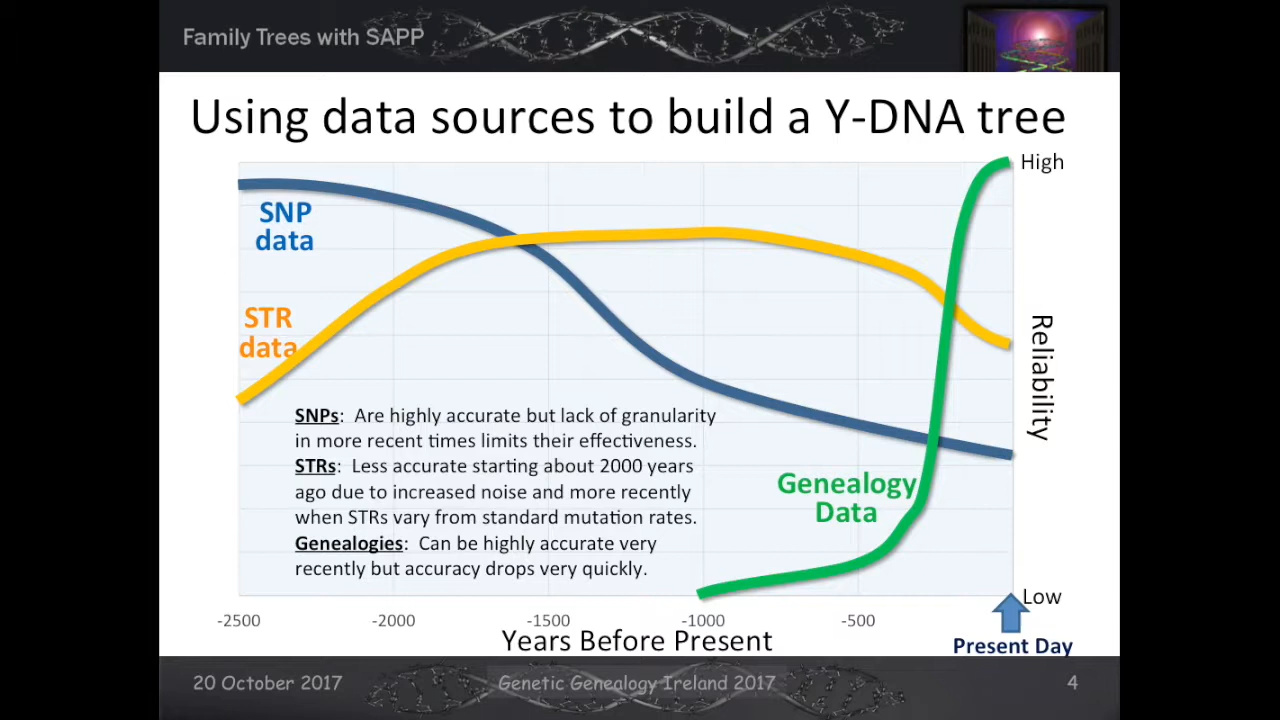 Family Trees with SAPP
Using data sources to build a Y-DNA tree
High
SNP
data
STR
data
Reliability
SNPs: Are highly accurate but lack of granularity
in more recent times limits their effectiveness.
STRs: Less accurate starting about 2000 years
ago due to increased noise and more recently
when STRs vary from standard mutation rates.
Genealogies: Can be highly accurate very
recently but accuracy drops very quickly.
Genealogy
Data
Low
-2500 -2000 -1500 -1000 -500
Years Before Present
Present Day
20 October 2017 Genetic Genealogy Ireland 2017 4